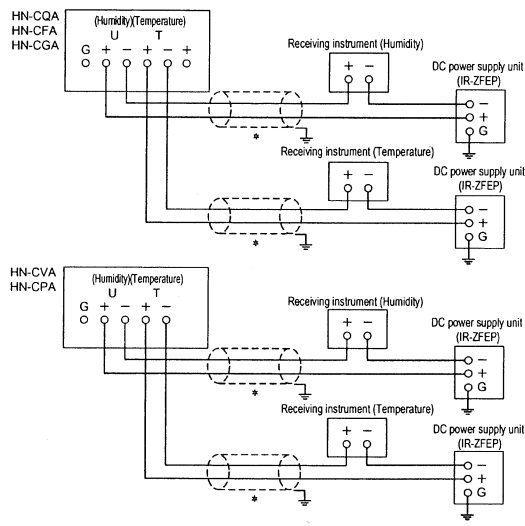 HN-CQA
HN-CFA
HN-CGA
(Humidity)(Temperature)
U T
G + − + − +
Receiving instrument (Humidity)
+ −
DC power supply unit
(IR-ZFEP)
−
+
G
*
Receiving instrument (Temperature)
+ −
DC power supply unit
(IR-ZFEP)
−
+
G
*
HN-CVA
HN-CPA
(Humidity)(Temperature)
U T
G + − + −
Receiving instrument (Humidity)
+ −
DC power supply unit
(IR-ZFEP)
−
+
G
*
Receiving instrument (Temperature)
+ −
DC power supply unit
(IR-ZFEP)
−
+
G
*